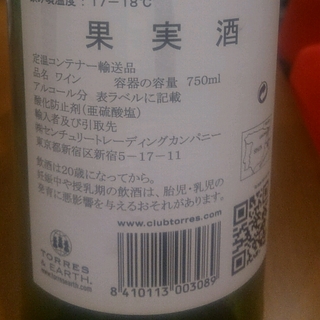 温度：17−18℃
果実酒
定温コンテナー輸送品
品名 ワイン 容器の容量 750ml
アルコール分 表ラベルに記載
酸化防止剤(亜硫酸塩)
輸入者及び引取先
㈱センチュリートレーディングカンパニー
東京都新宿区新宿5−17−11
飲酒は20歳になってから。
妊娠中や授乳期の飲酒は、胎児・乳児の
発育に悪影響を与えるおそれがあります。
www.clubtorres.com
TORRES
& EARTH
www.torresearth.com
8 410113 003089